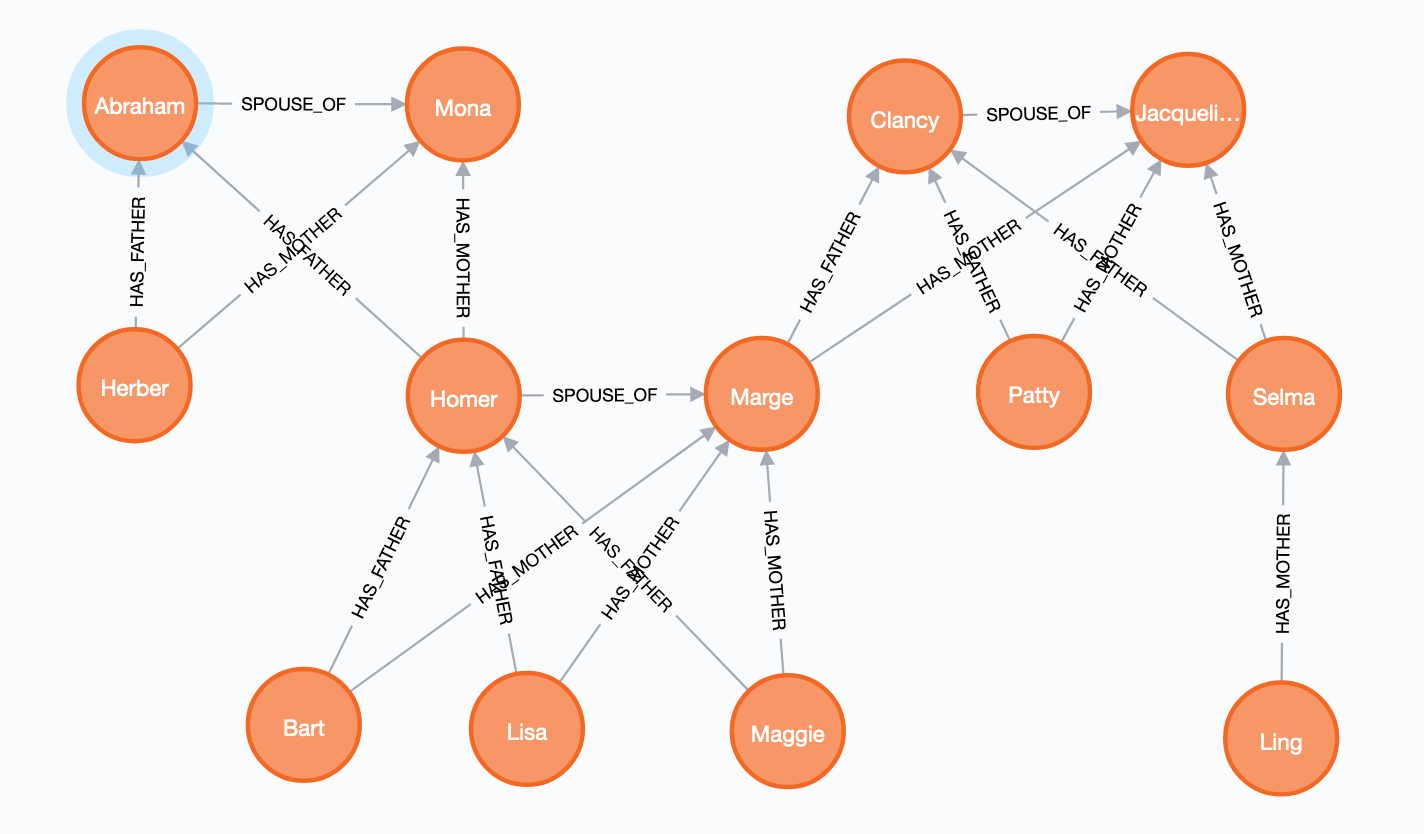 Abraham
SPOUSE_OF
Mona
Clancy
SPOUSE_OF
Jacqueli...
HAS_FATHER
HAS_MOTHER
HAS_FATHER
HAS_MOTHER
HAS_FATHER
HAS_MOTHER
HAS_FATHER
HAS_MOTHER
HAS_FATHER
HAS_MOTHER
Herber
Homer
SPOUSE_OF
Marge
Patty
Selma
HAS_FATHER
HAS_FATHER
HAS_MOTHER
HAS_MOTHER
HAS_FATHER
HAS_MOTHER
HAS_MOTHER
Bart
Lisa
Maggie
Ling